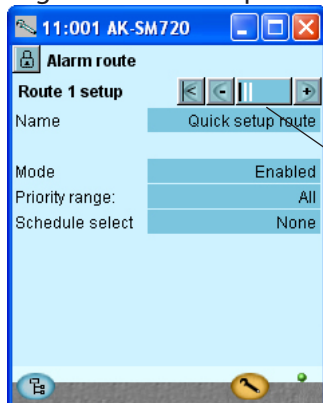 11:001 AK-SM720
Alarm route
Route 1 setup
Name Quick setup route
Mode Enabled
Priority range: All
Schedule select None